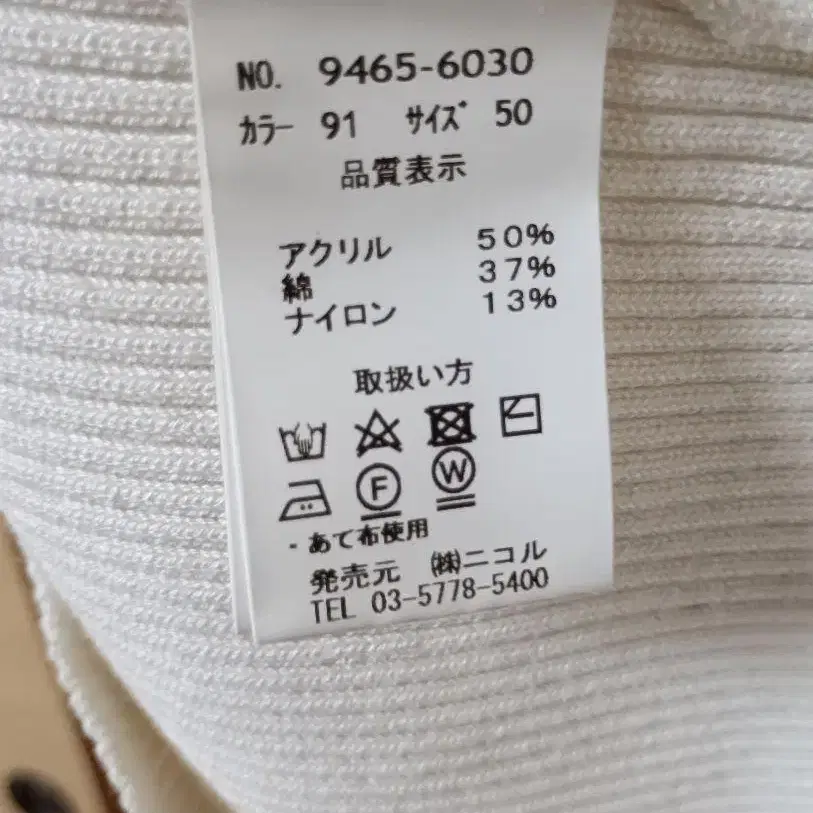 NO. 9465-6030
カラー 91 サイズ 50
品質表示
アクリル 50%
綿 37%
ナイロン 13%
取扱い方
F W
・あて布使用
発売元 ㈱ニコル
TEL 03-5778-5400